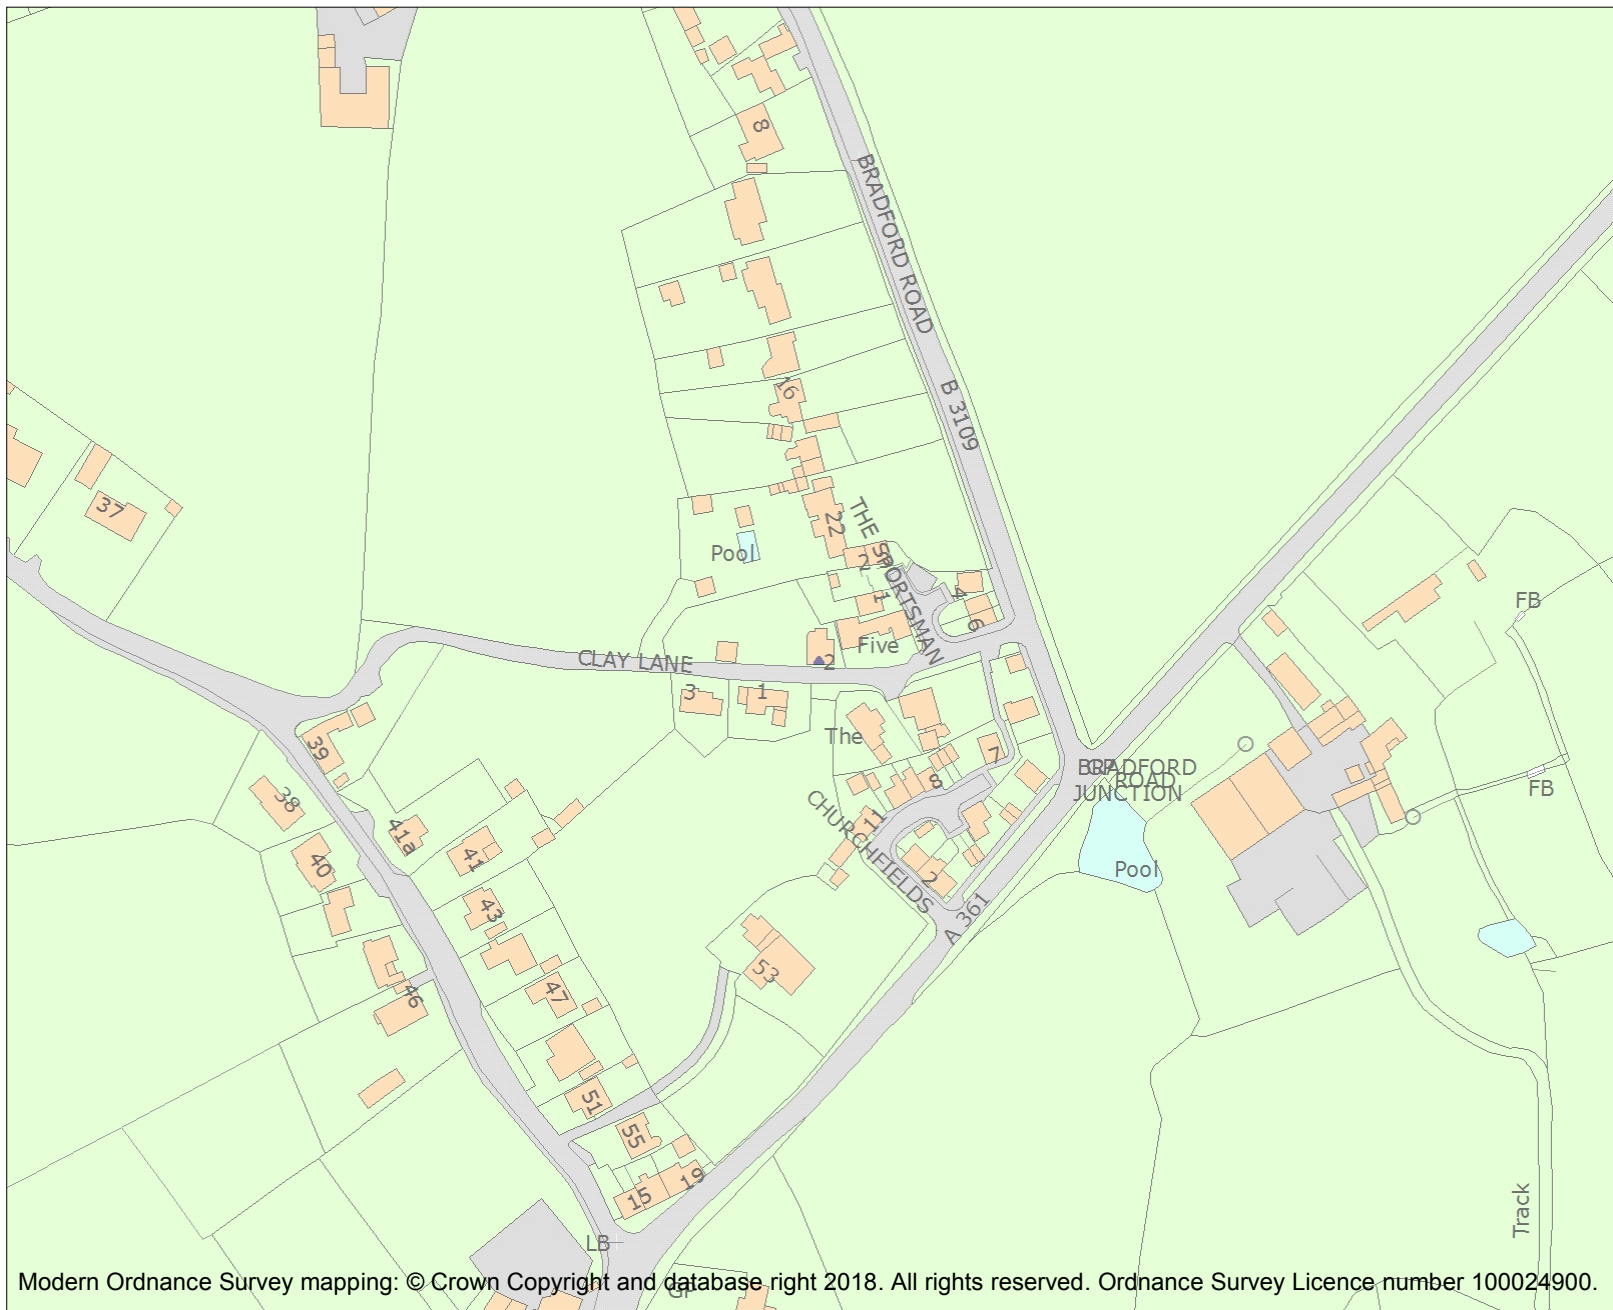 8
BRADFORD ROAD
B 3109
16
37
22
THE SPORTSMAN
Pool
2
1
4
6
Five
FB
CLAY LANE
2
3
1
The
39
7
BRADFORD
ROAD
JUNCTION
GP
38
8
CHURCHFIELDS
11
41a
41
40
2
Pool
FB
43
A 361
53
47
46
51
55
15
19
Track
LB
GP
Modern Ordnance Survey mapping: © Crown Copyright and database right 2018. All rights reserved. Ordnance Survey Licence number 100024900.